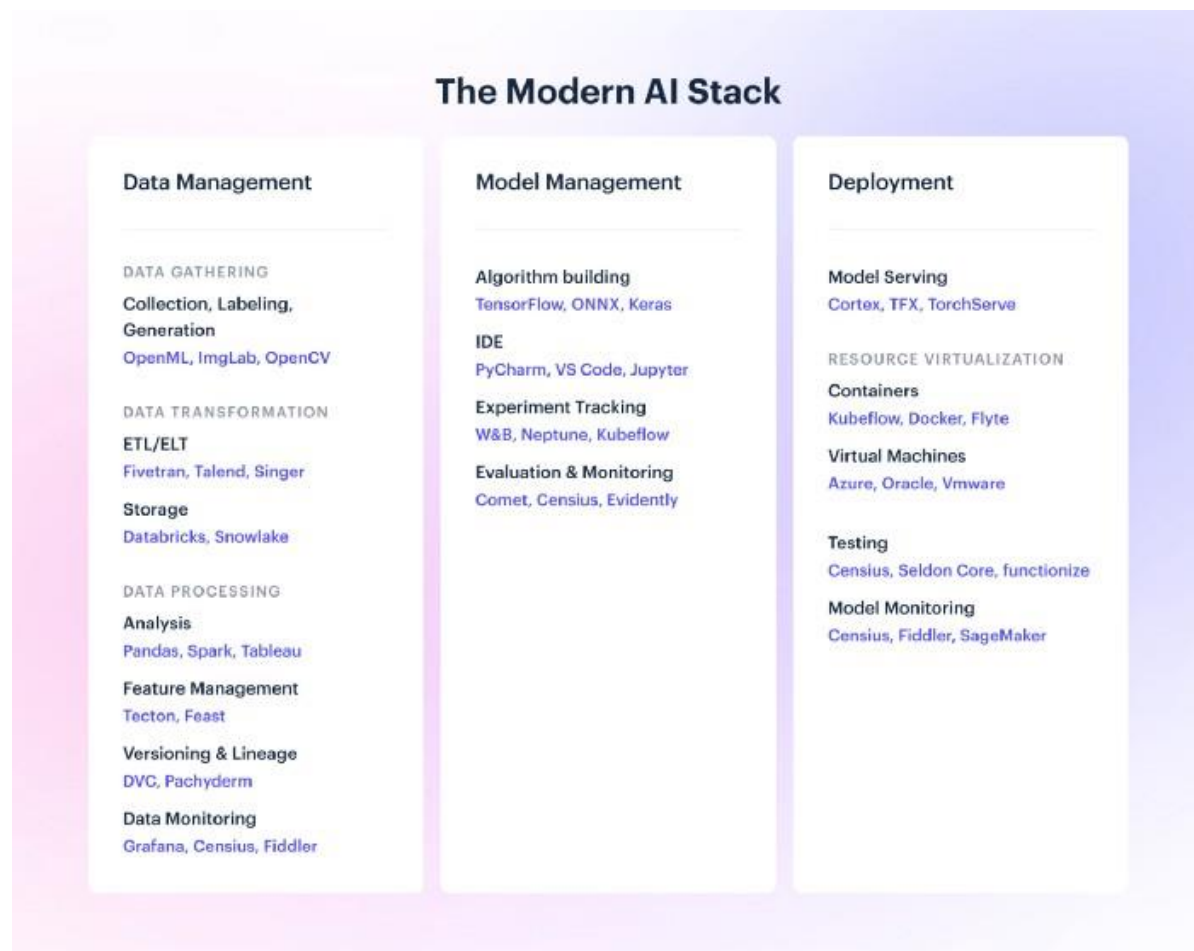 The Modern AI Stack
Data Management
DATA GATHERING
Collection, Labeling,
Generation
OpenML, ImgLab, OpenCV
DATA TRANSFORMATION
ETL/ELT
Fivetran, Talend, Singer
Storage
Databricks, Snowlake
DATA PROCESSING
Analysis
Pandas, Spark, Tableau
Feature Management
Tecton, Feast
Versioning & Lineage
DVC, Pachyderm
Data Monitoring
Grafana, Census, Fiddler
Model Management
Algorithm building
TensorFlow, ONNX, Keras
IDE
PyCharm, VS Code, Jupyter
Experiment Tracking
W&B, Neptune, Kubeflow
Evaluation & Monitoring
Comet, Censius, Evidently
Deployment
Model Serving
Cortex, TFX, TorchServe
RESOURCE VIRTUALIZATION
Containers
Kubeflow, Docker, Flyte
Virtual Machines
Azure, Oracle, Vmware
Testing
Censius, Seldon Core, functionize
Model Monitoring
Censius, Fiddler, SageMaker